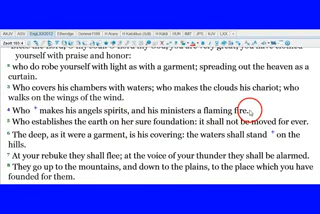 yourself with praise and honor:
2 who do robe yourself with light as with a garment; spreading out the heaven as a
curtain.
3 Who covers his chambers with waters; who makes the clouds his chariot; who
walks on the wings of the wind.
4 Who + makes his angels spirits, and his ministers a flaming fire.
5 Who establishes the earth on her sure foundation: it shall not be moved for ever.
6 The deep, as it were a garment, is his covering: the waters shall stand + on the
hills.
7 At your rebuke they shall flee; at the voice of your thunder they shall be alarmed.
8 They go up to the mountains, and down to the plains, to the place which you have
founded for them.